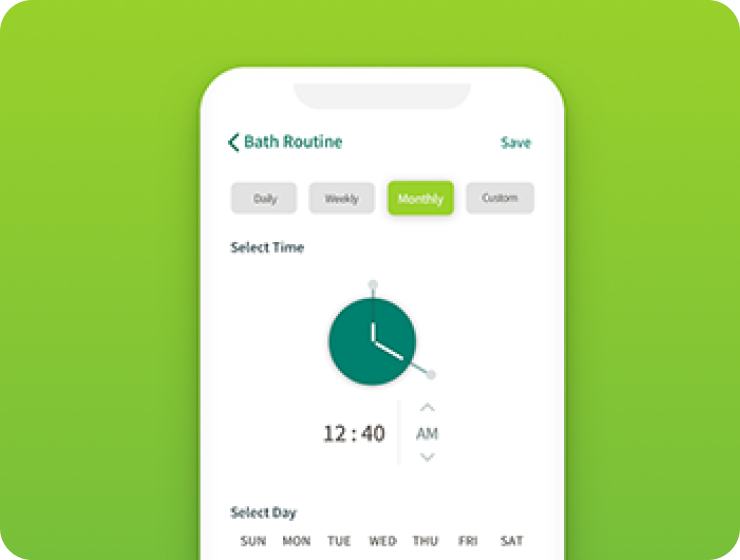 Bath Routine Save
Daily Weekly Monthly Custom
Select Time
12:40 AM
Select Day
SUN MON TUE WED THU FRI SAT